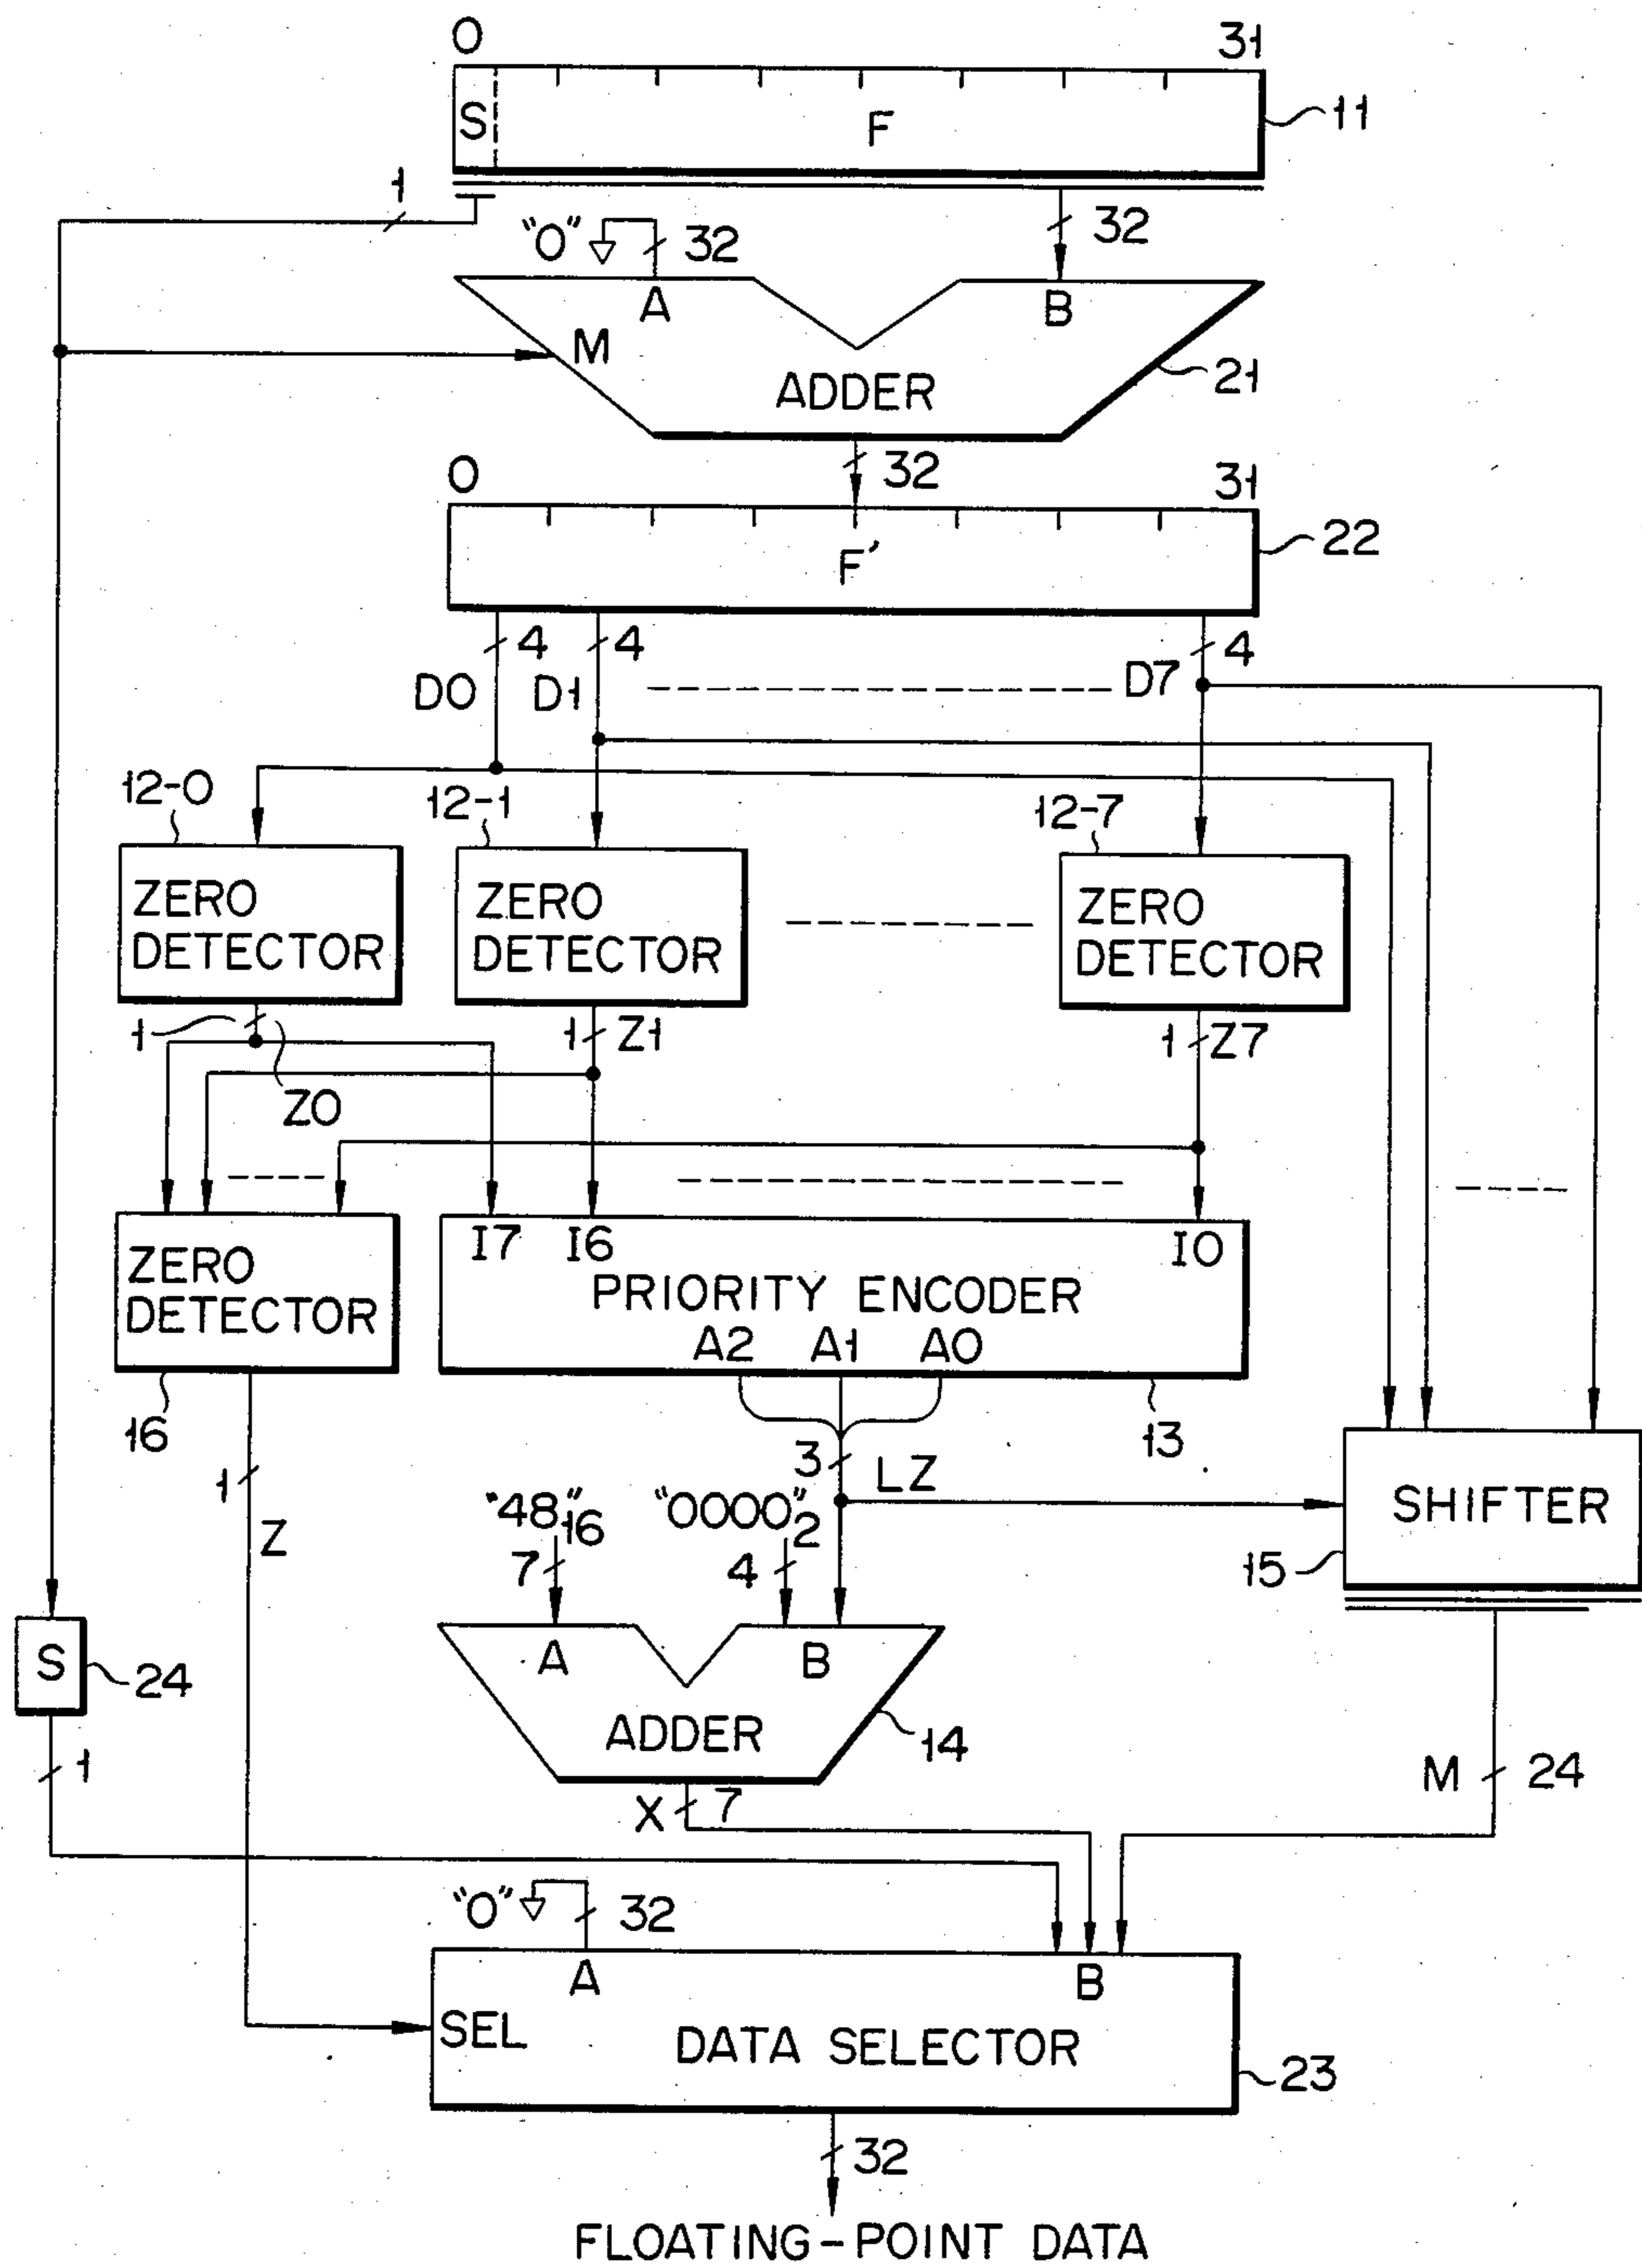 0 31
S F 11
1
"0" 32 32
A B
M
ADDER 21
32
0 31
F' 22
4 4 4
D0 D1 D7
12-0 12-1 12-7
ZERO DETECTOR
ZERO DETECTOR
ZERO DETECTOR
1 Z0 1 Z1 1 Z7
ZERO DETECTOR
16
I7 I6 I0
PRIORITY ENCODER
A2 A1 A0
13
3 LZ
1 Z
"48"16 "0000"2
7 4
SHIFTER
15
S 24
A B
ADDER 14
1
X 7
M 24
"0" 32
A B
SEL DATA SELECTOR
23
32
FLOATING-POINT DATA